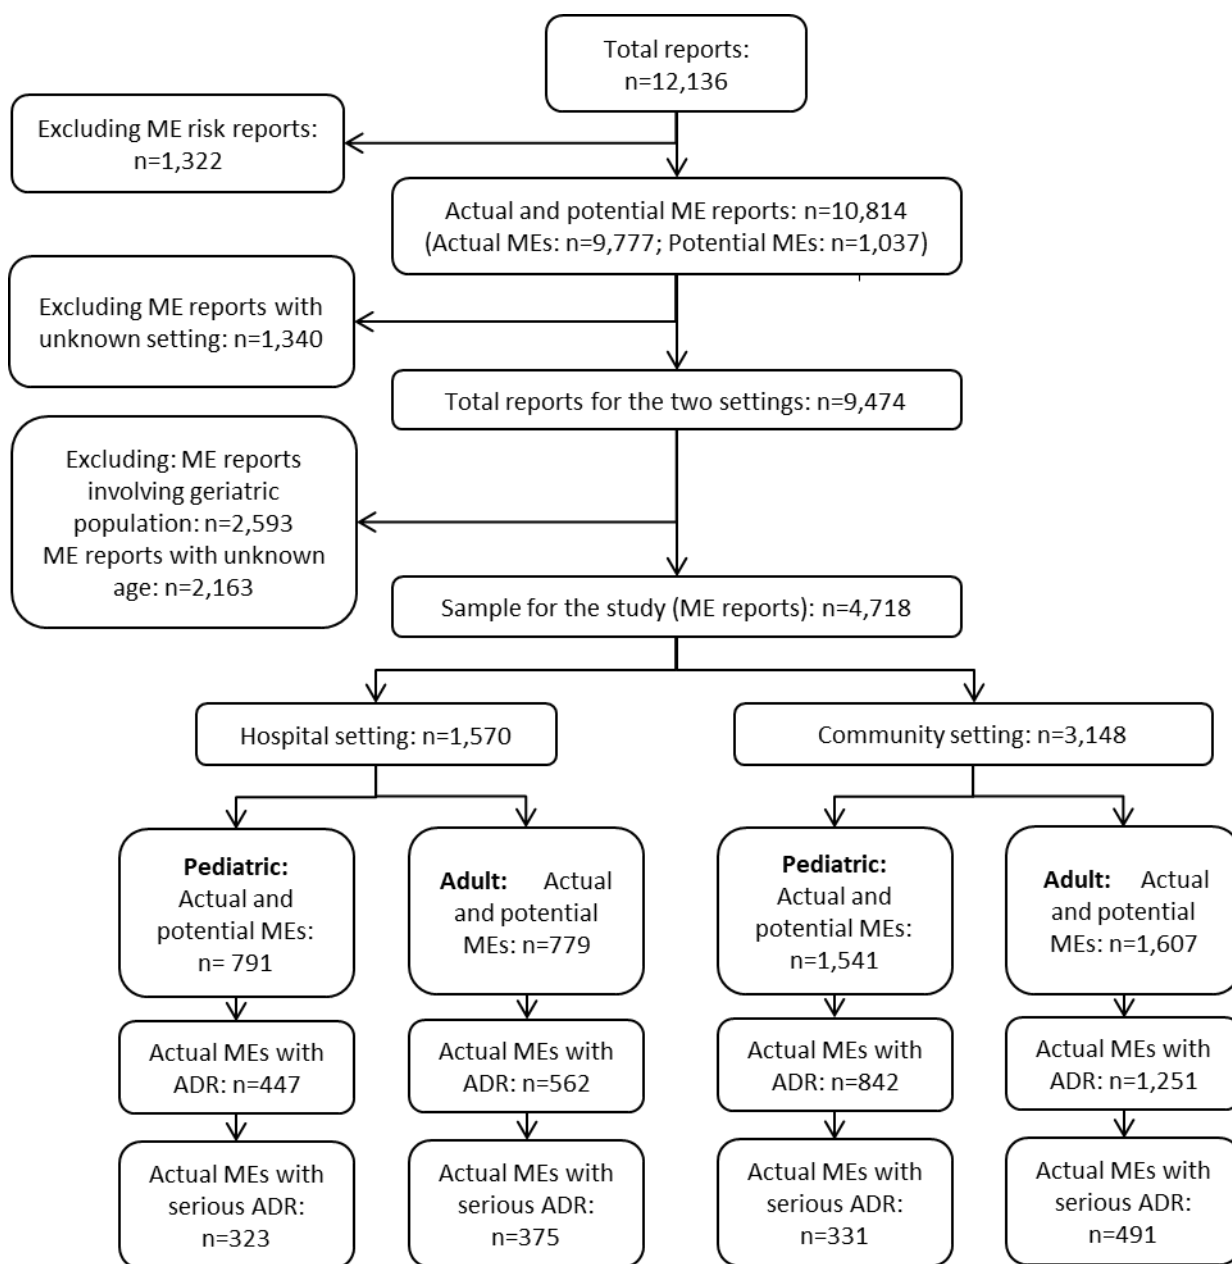 Total reports:
n=12,136
Excluding ME risk reports:
n=1,322
Actual and potential ME reports: n=10,814
(Actual MEs: n=9,777; Potential MEs: n=1,037)
Excluding ME reports with
unknown setting: n=1,340
Total reports for the two settings: n=9,474
Excluding: ME reports
involving geriatric
population: n=2,593
ME reports with unknown
age: n=2,163
Sample for the study (ME reports): n=4,718
Hospital setting: n=1,570
Community setting: n=3,148
Pediatric:
Actual and
potential MEs:
n= 791
Adult: Actual
and potential
MEs: n=779
Pediatric:
Actual and
potential MEs:
n=1,541
Adult: Actual
and potential
MEs: n=1,607
Actual MEs with
ADR: n=447
Actual MEs with
ADR: n=562
Actual MEs with
ADR: n=842
Actual MEs with
ADR: n=1,251
Actual MEs with
serious ADR:
n=323
Actual MEs with
serious ADR:
n=375
Actual MEs with
serious ADR:
n=331
Actual MEs with
serious ADR:
n=491